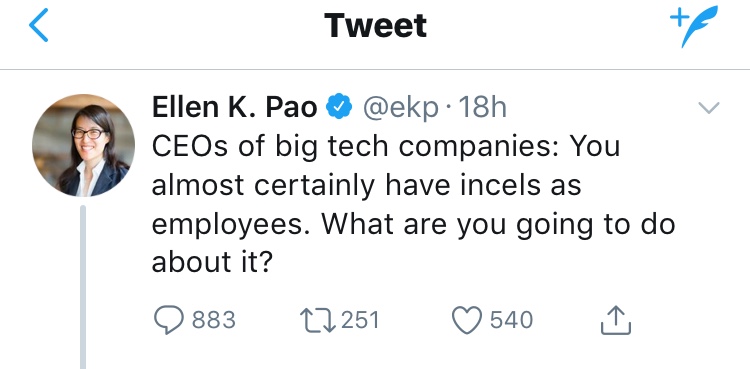 Tweet
Ellen K. Pao @ekp · 18h
CEOs of big tech companies: You
almost certainly have incels as
employees. What are you going to do
about it?
883 251 540